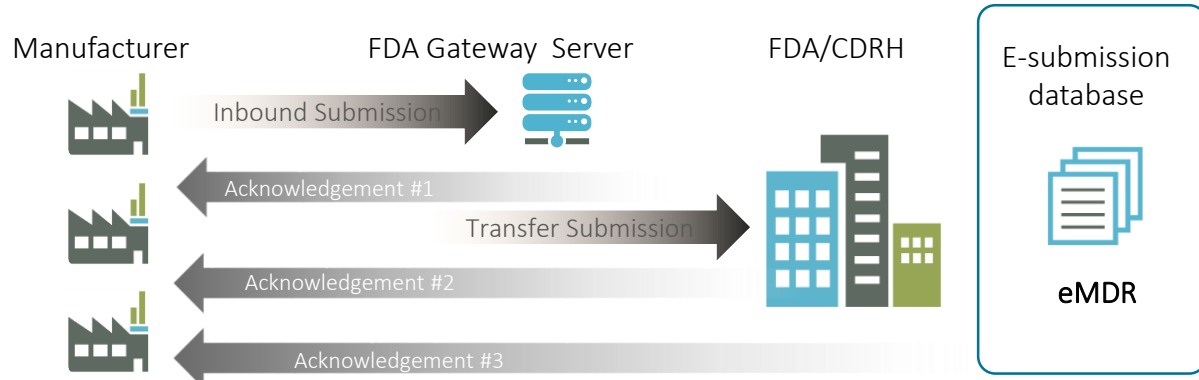 Manufacturer
FDA Gateway Server
FDA/CDRH
E-submission
database
Inbound Submission
Acknowledgement #1
Transfer Submission
Acknowledgement #2
eMDR
Acknowledgement #3